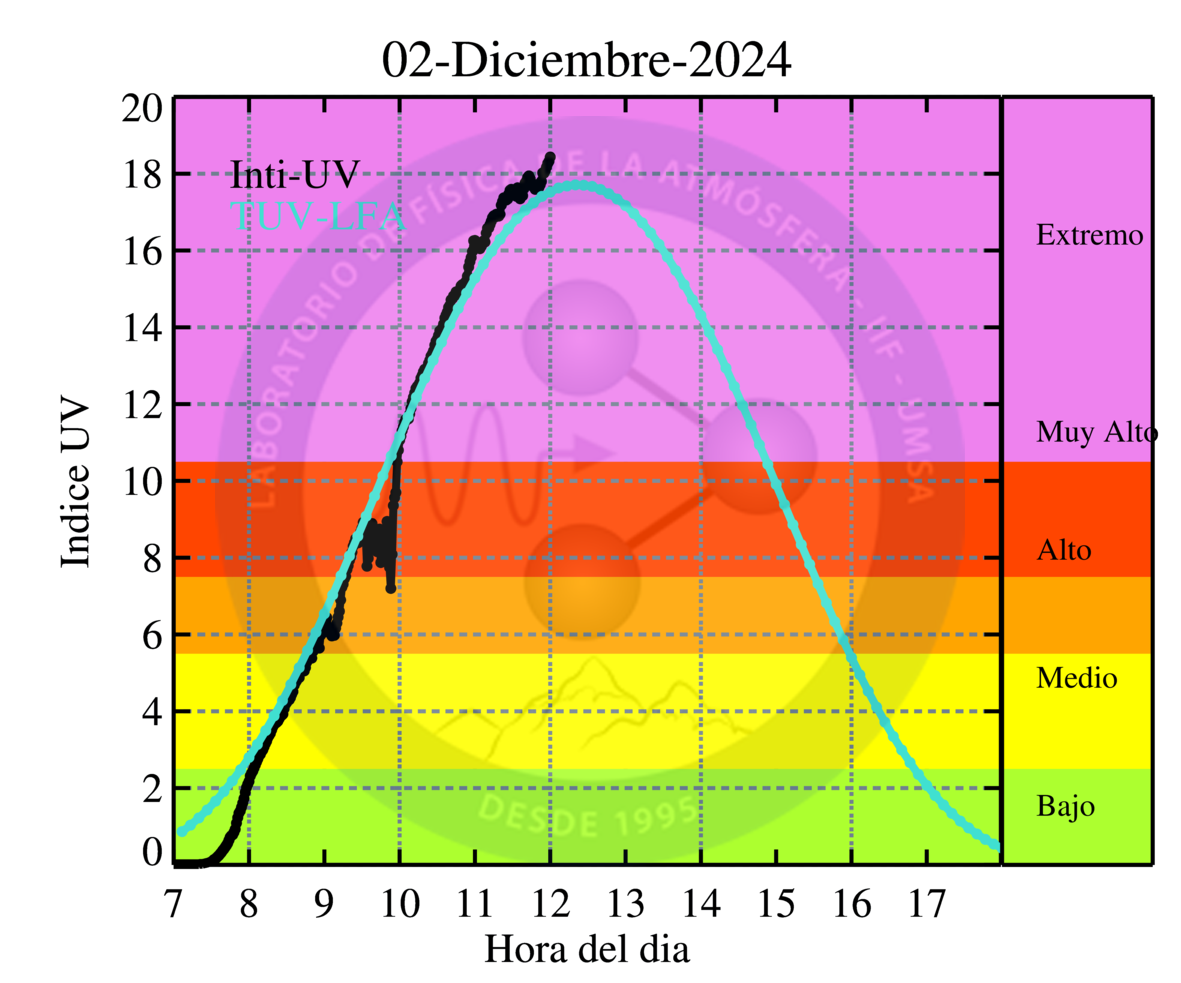 02-Diciembre-2024
20
18
16
14
12
10
8
6
4
2
0
Indice UV
Inti-UV
TUV-LFA
LABORATORIO DE FÍSICA DE LA ATMÓSFERA - IIF - UMSA
DESDE 1995
Extremo
Muy Alto
Alto
Medio
Bajo
7 8 9 10 11 12 13 14 15 16 17
Hora del dia